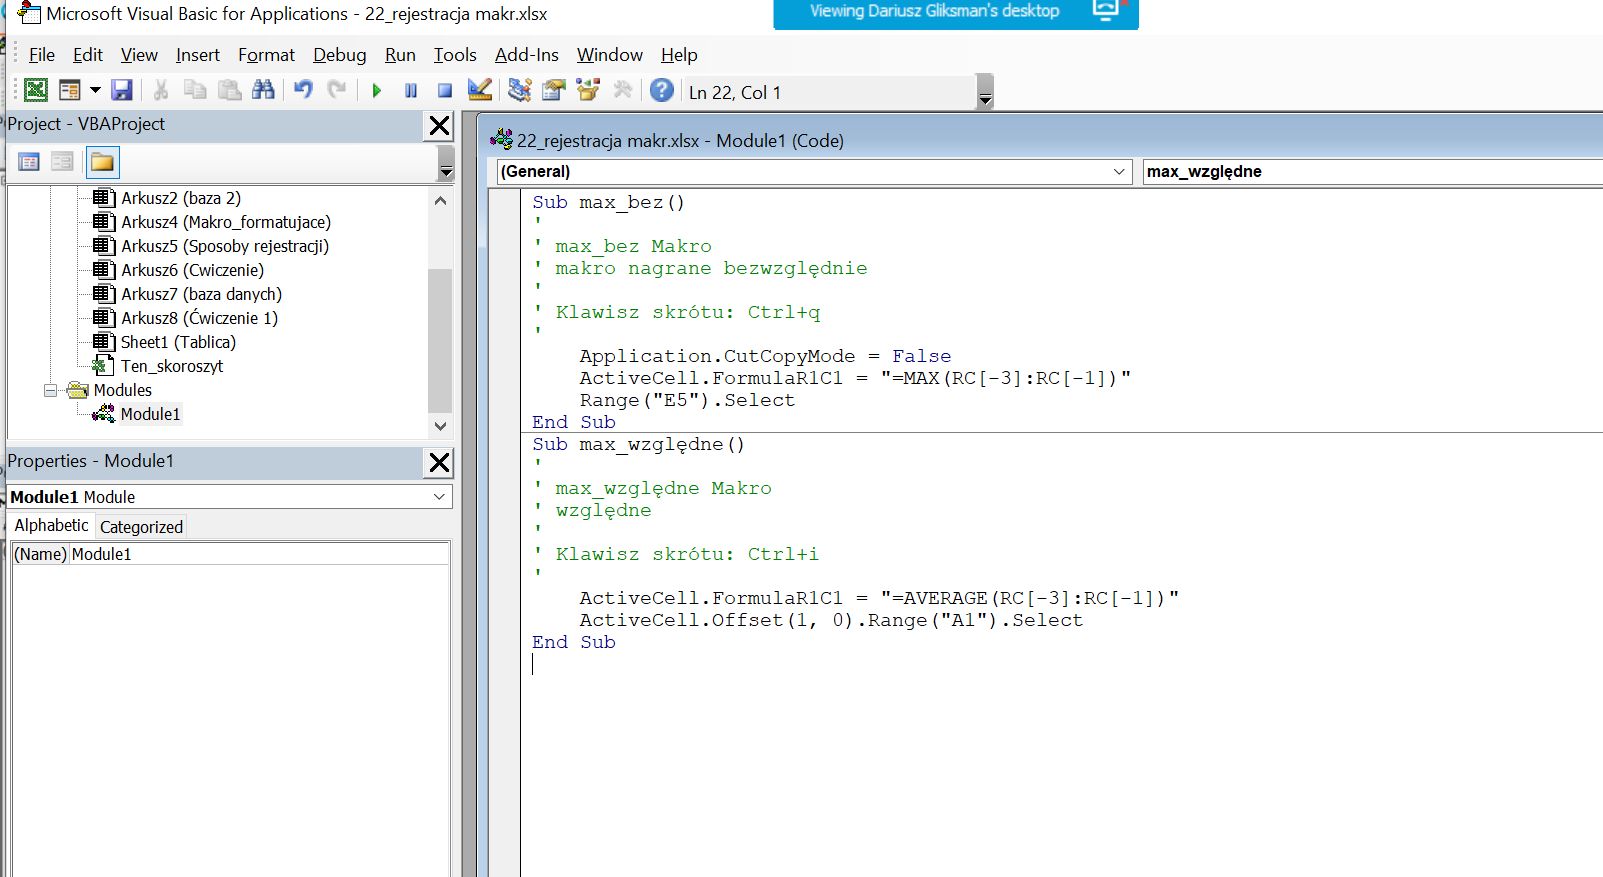 Microsoft Visual Basic for Applications - 22_rejestracja makr.xlsx
Viewing Dariusz Gliksman's desktop
File Edit View Insert Format Debug Run Tools Add-Ins Window Help
Ln 22, Col 1
Project - VBAProject
Arkusz2 (baza 2)
Arkusz4 (Makro_formatujace)
Arkusz5 (Sposoby rejestracji)
Arkusz6 (Cwiczenie)
Arkusz7 (baza danych)
Arkusz8 (Ćwiczenie 1)
Sheet1 (Tablica)
Ten_skoroszyt
Modules
Module1
Properties - Module1
Module1 Module
Alphabetic Categorized
(Name) Module1
22_rejestracja makr.xlsx - Module1 (Code)
(General) max_względne
Sub max_bez()
'
' max_bez Makro
' makro nagrane bezwzględnie
'
' Klawisz skrótu: Ctrl+q
'
Application.CutCopyMode = False
ActiveCell.FormulaR1C1 = "=MAX(RC[-3]:RC[-1])"
Range("E5").Select
End Sub
Sub max_względne()
'
' max_względne Makro
' względne
'
' Klawisz skrótu: Ctrl+i
'
ActiveCell.FormulaR1C1 = "=AVERAGE(RC[-3]:RC[-1])"
ActiveCell.Offset(1, 0).Range("A1").Select
End Sub